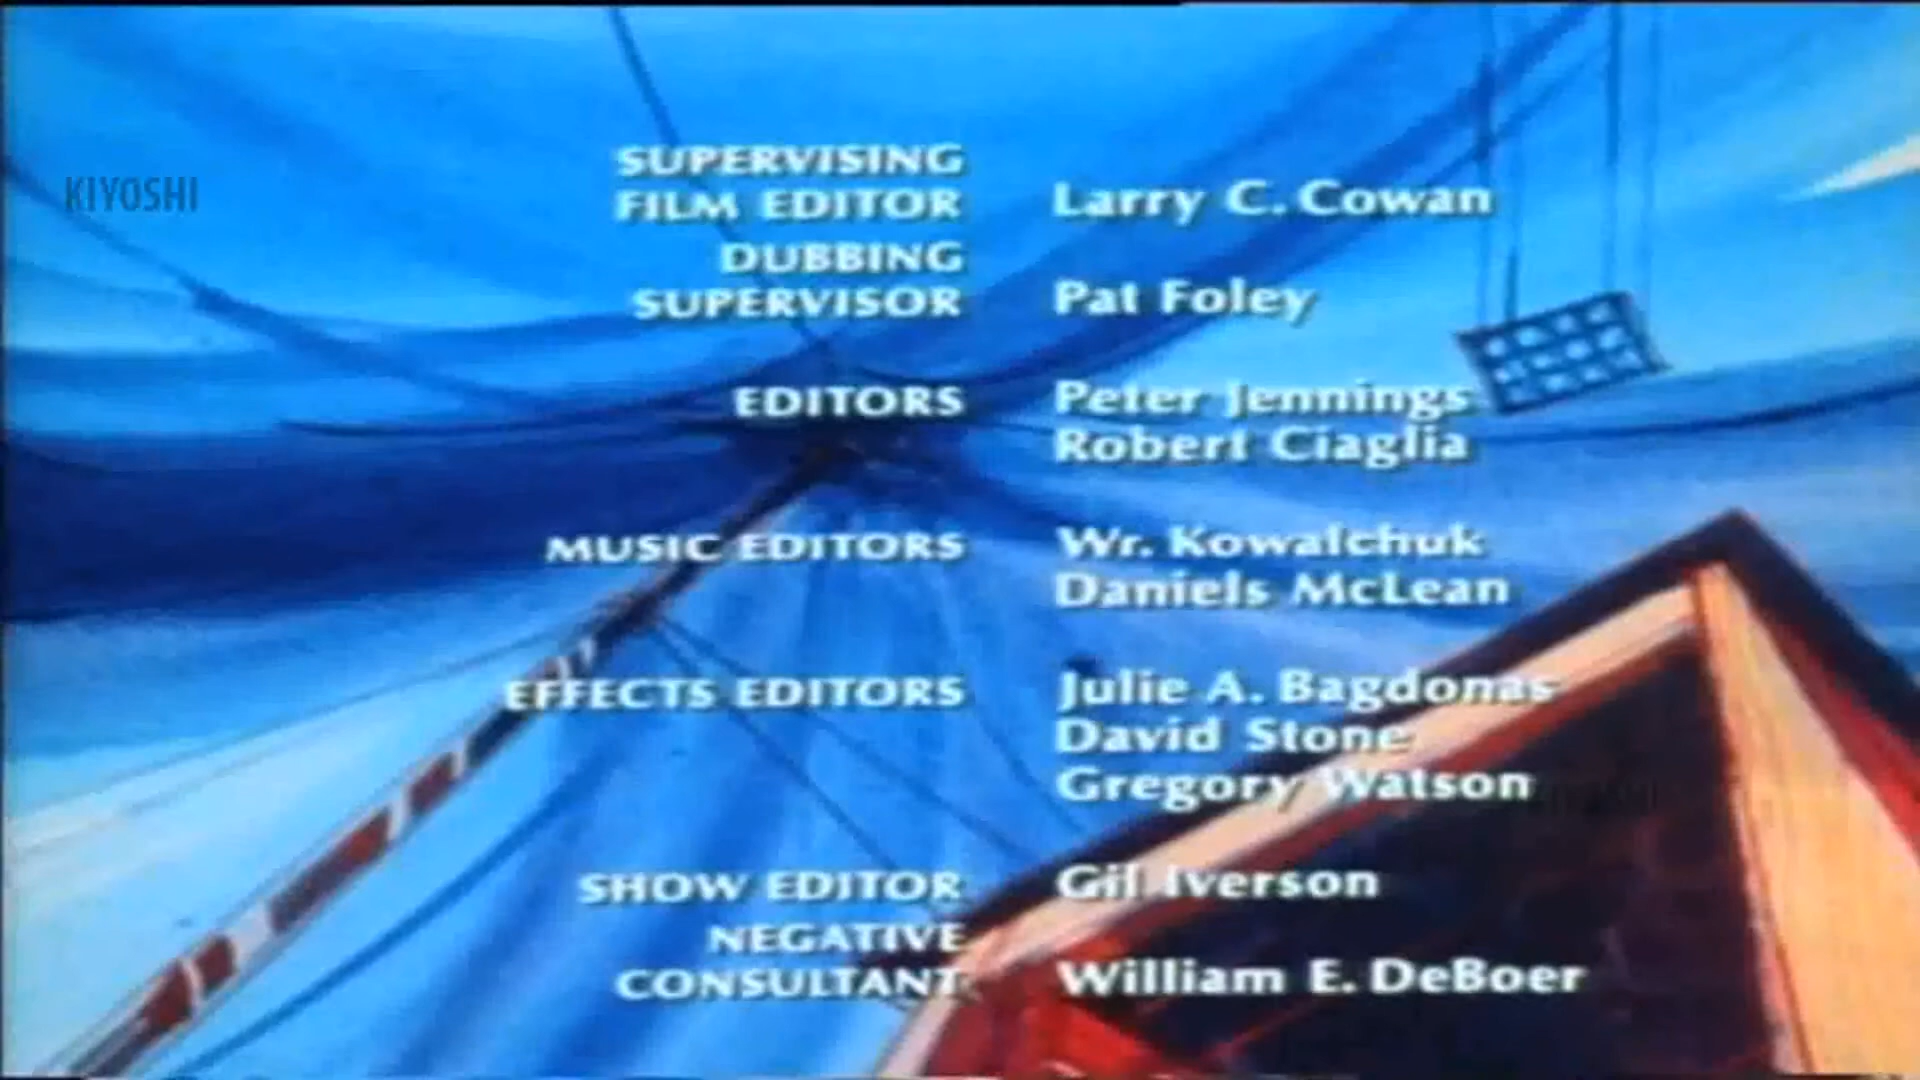 KIYOSHI
SUPERVISING
FILM EDITOR Larry C. Cowan
DUBBING
SUPERVISOR Pat Foley
EDITORS Peter Jennings
Robert Ciaglia
MUSIC EDITORS Wr. Kowalchuk
Daniels McLean
EFFECTS EDITORS Julie A. Bagdonas
David Stone
Gregory Watson
SHOW EDITOR Gil Iverson
NEGATIVE
CONSULTANT William E. DeBoer